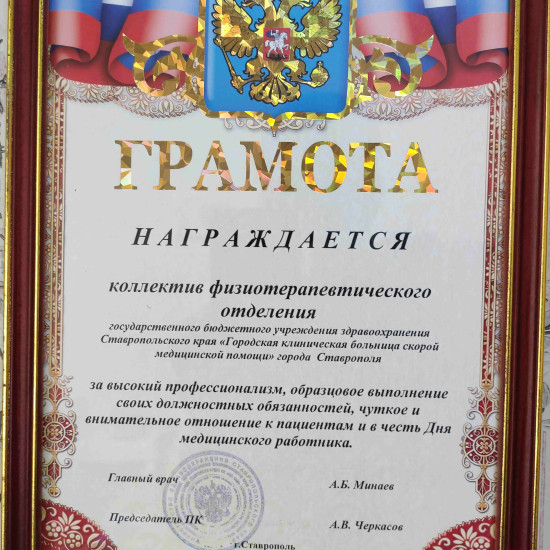 ГРАМОТА
НАГРАЖДАЕТСЯ
коллектив физиотерапевтического
отделения
государственного бюджетного учреждения здравоохранения
Ставропольского края «Городская клиническая больница скорой
медицинской помощи» города Ставрополя
за высокий профессионализм, образцовое выполнение
своих должностных обязанностей, чуткое и
внимательное отношение к пациентам и в честь Дня
медицинского работника.
Главный врач А.Б. Минаев
Председатель ПК А.В. Черкасов
г.Ставрополь